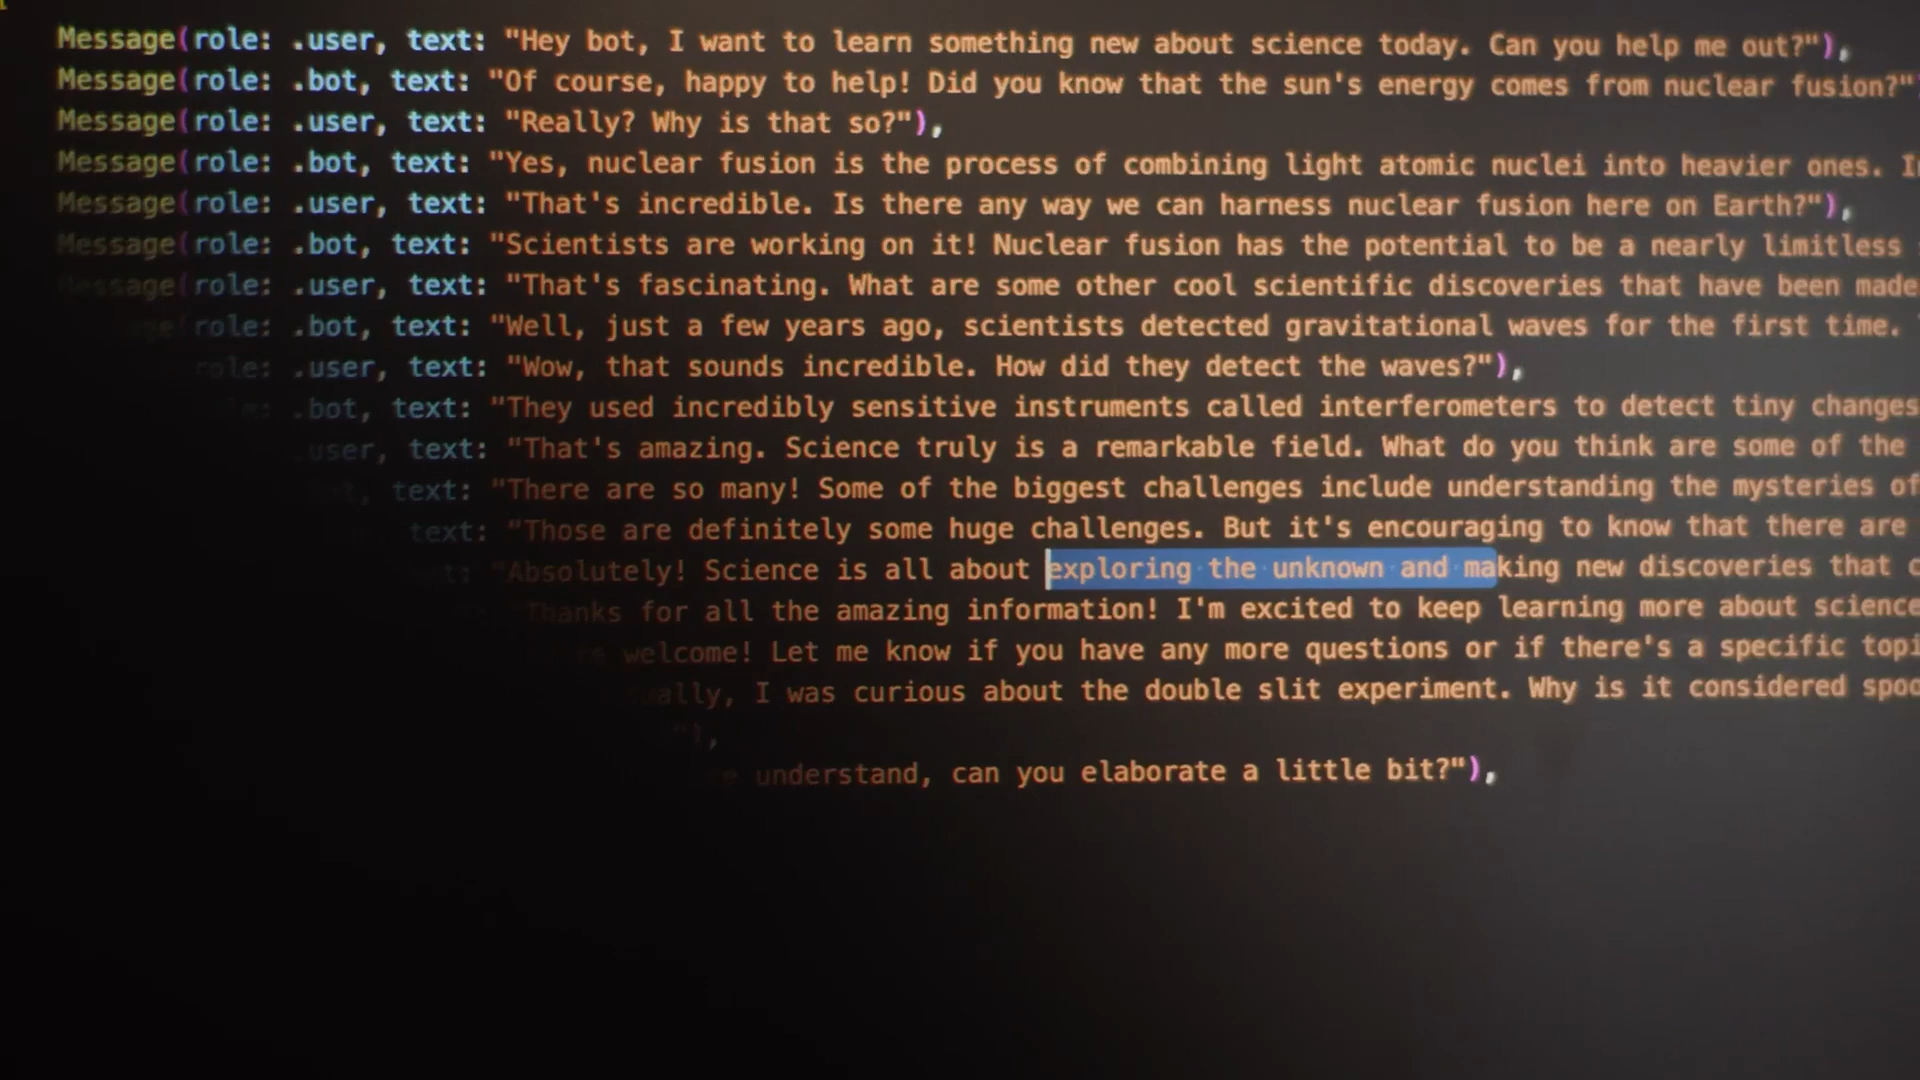 Message(role: .user, text: "Hey bot, I want to learn something new about science today. Can you help me out?"),
Message(role: .bot, text: "Of course, happy to help! Did you know that the sun's energy comes from nuclear fusion?"
Message(role: .user, text: "Really? Why is that so?"),
Message(role: .bot, text: "Yes, nuclear fusion is the process of combining light atomic nuclei into heavier ones.
Message(role: .user, text: "That's incredible. Is there any way we can harness nuclear fusion here on Earth?"),
Message(role: .bot, text: "Scientists are working on it! Nuclear fusion has the potential to be a nearly limitless
Message(role: .user, text: "That's fascinating. What are some other cool scientific discoveries that have been made
role: .bot, text: "Well, just a few years ago, scientists detected gravitational waves for the first time.
role: .user, text: "Wow, that sounds incredible. How did they detect the waves?"),
.bot, text: "They used incredibly sensitive instruments called interferometers to detect tiny changes
user, text: "That's amazing. Science truly is a remarkable field. What do you think are some of the
text: "There are so many! Some of the biggest challenges include understanding the mysteries of
text: "Those are definitely some huge challenges. But it's encouraging to know that there are
"Absolutely! Science is all about exploring the unknown and making new discoveries that
"Thanks for all the amazing information! I'm excited to keep learning more about science
welcome! Let me know if you have any more questions or if there's a specific topi
ally, I was curious about the double slit experiment. Why is it considered spoo
"),
understand, can you elaborate a little bit?"),